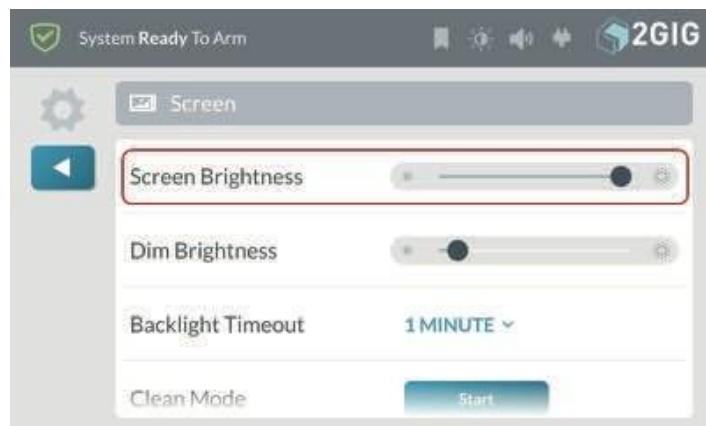 System Ready To Arm
2GIG
Screen
Screen Brightness
Dim Brightness
Backlight Timeout
1 MINUTE
Clean Mode
Start